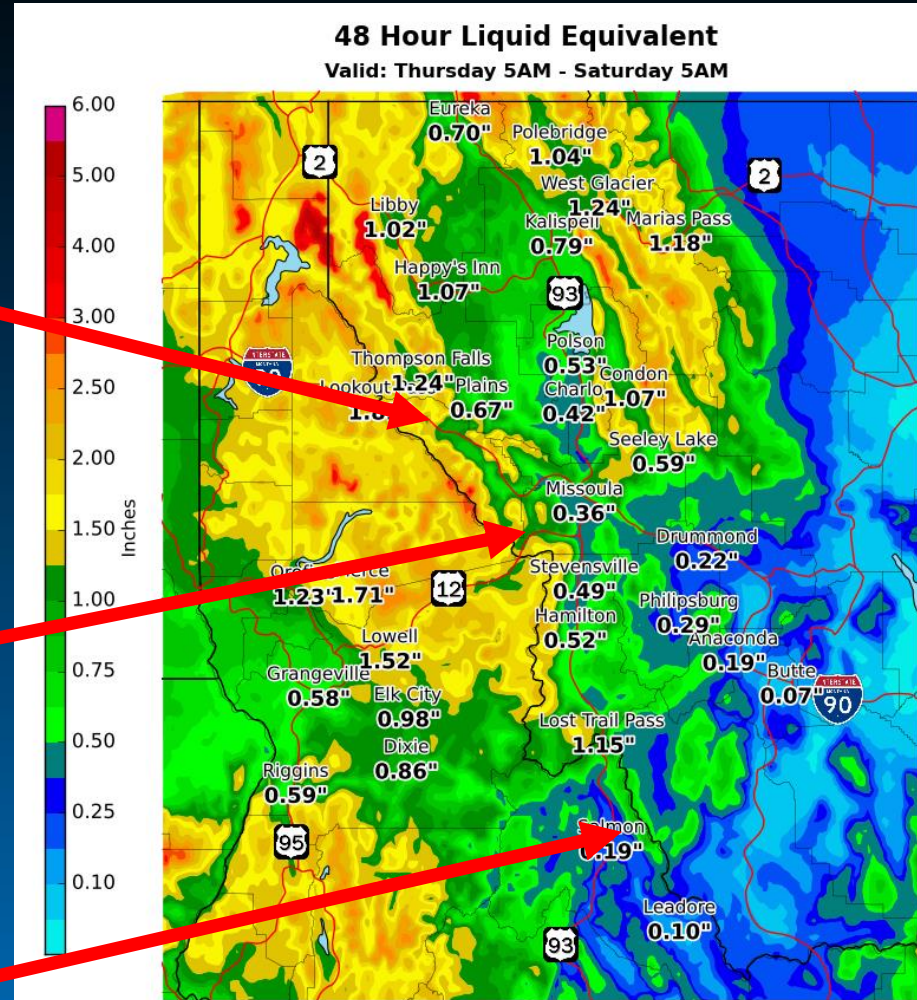 48 Hour Liquid Equivalent
Valid: Thursday 5AM - Saturday 5AM
6.00
5.00
4.00
3.00
2.50
2.00
1.50
1.00
0.75
0.50
0.25
0.10
Inches
Eureka
0.70"
Polebridge
1.04"
2
2
West Glacier
1.24"
Libby
1.02"
Kalispell
0.79"
Marias Pass
1.18"
Happy's Inn
1.07"
93
Polson
0.53"
Thompson Falls
1.24"
INTERSTATE
Condon
1.07"
Lookout
Plains
0.67"
Charlo
0.42"
Seeley Lake
0.59"
Missoula
0.36"
Drummond
0.22"
Stevensville
0.49"
12
1.23"
1.71"
Philipsburg
0.29"
Hamilton
0.52"
Anaconda
0.19"
Lowell
1.52"
Grangeville
0.58"
Butte
0.07"
INTERSTATE
90
Elk City
0.98"
Lost Trail Pass
1.15"
Dixie
0.86"
Riggins
0.59"
95
Salmon
0.19"
Leadore
0.10"
93